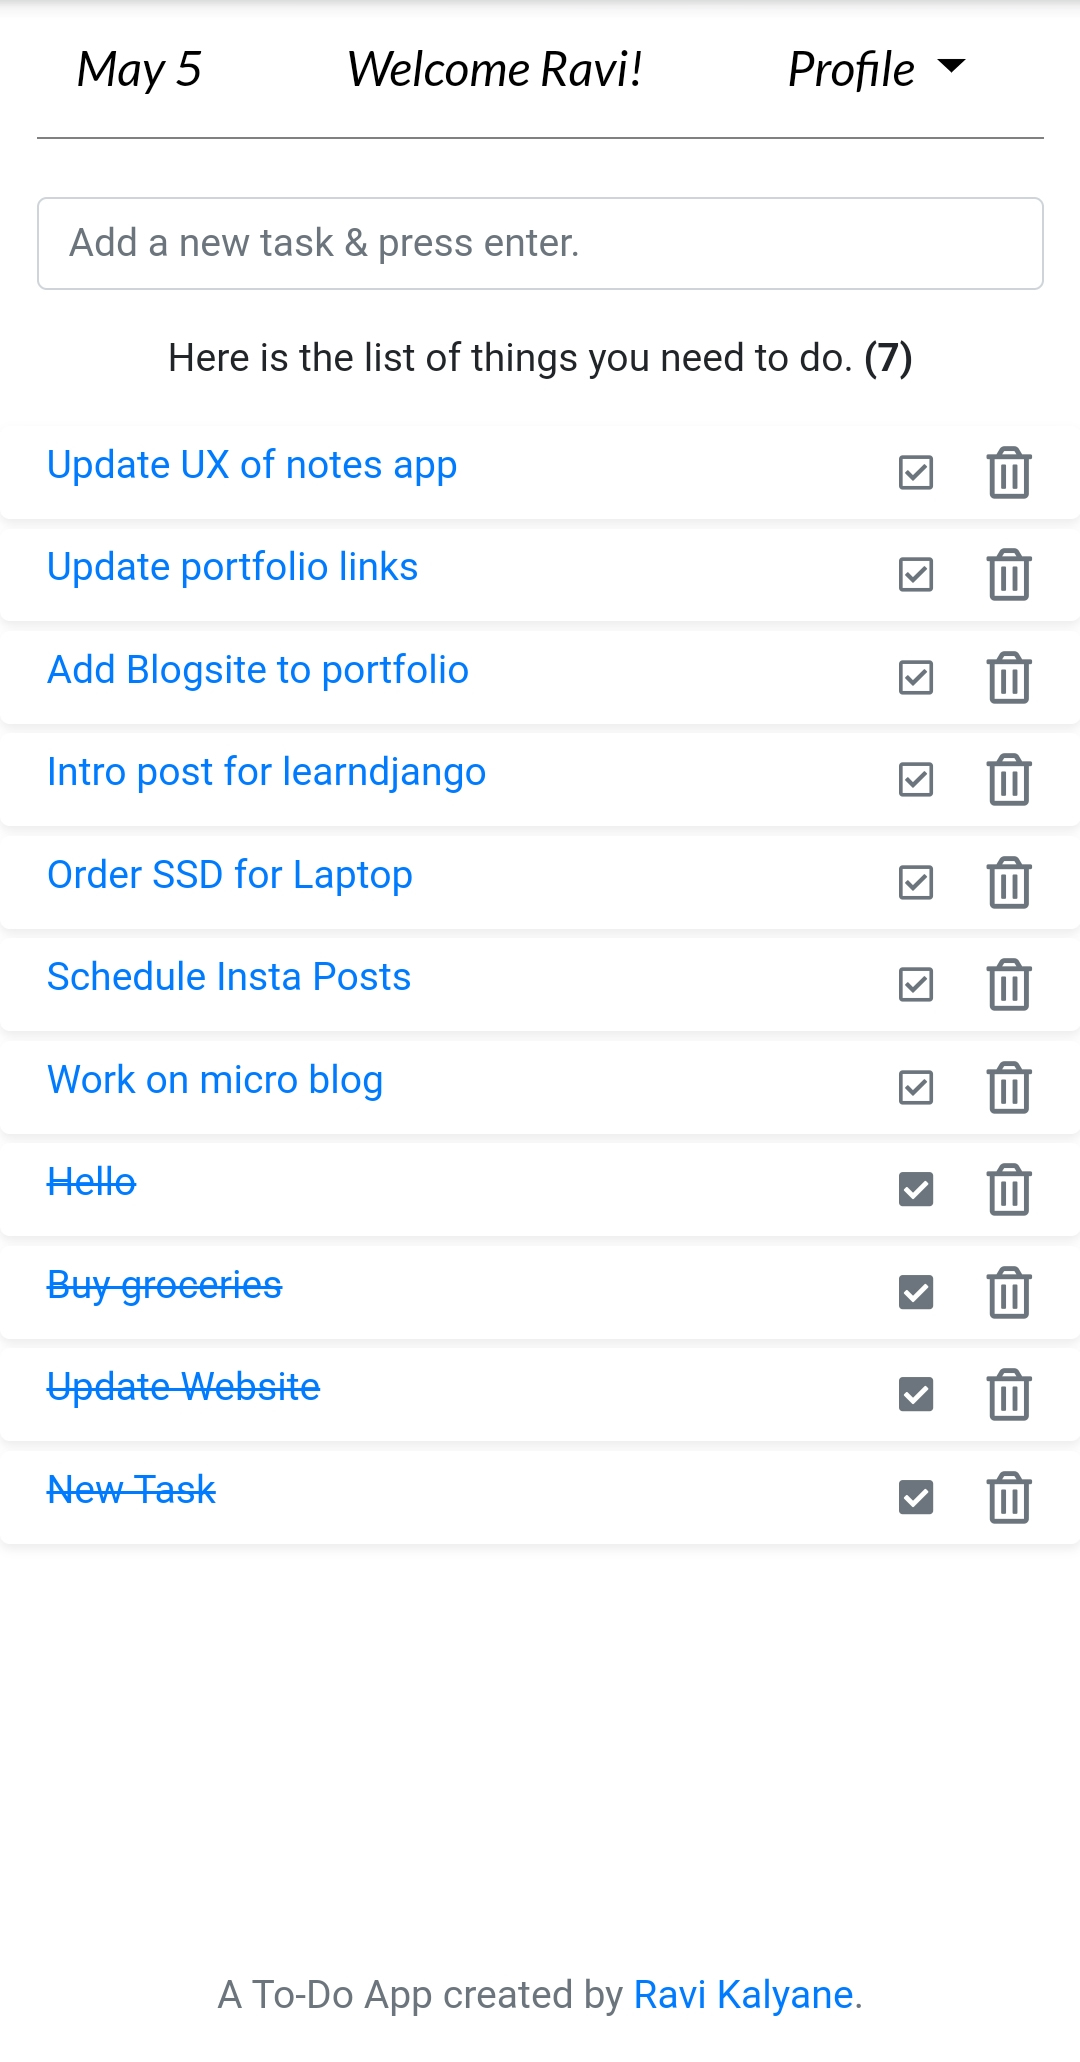 May 5 Welcome Ravi! Profile
Add a new task & press enter.
Here is the list of things you need to do. (7)
Update UX of notes app
Update portfolio links
Add Blogsite to portfolio
Intro post for learndjango
Order SSD for Laptop
Schedule Insta Posts
Work on micro blog
Hello
Buy groceries
Update Website
New Task
A To-Do App created by Ravi Kalyane.